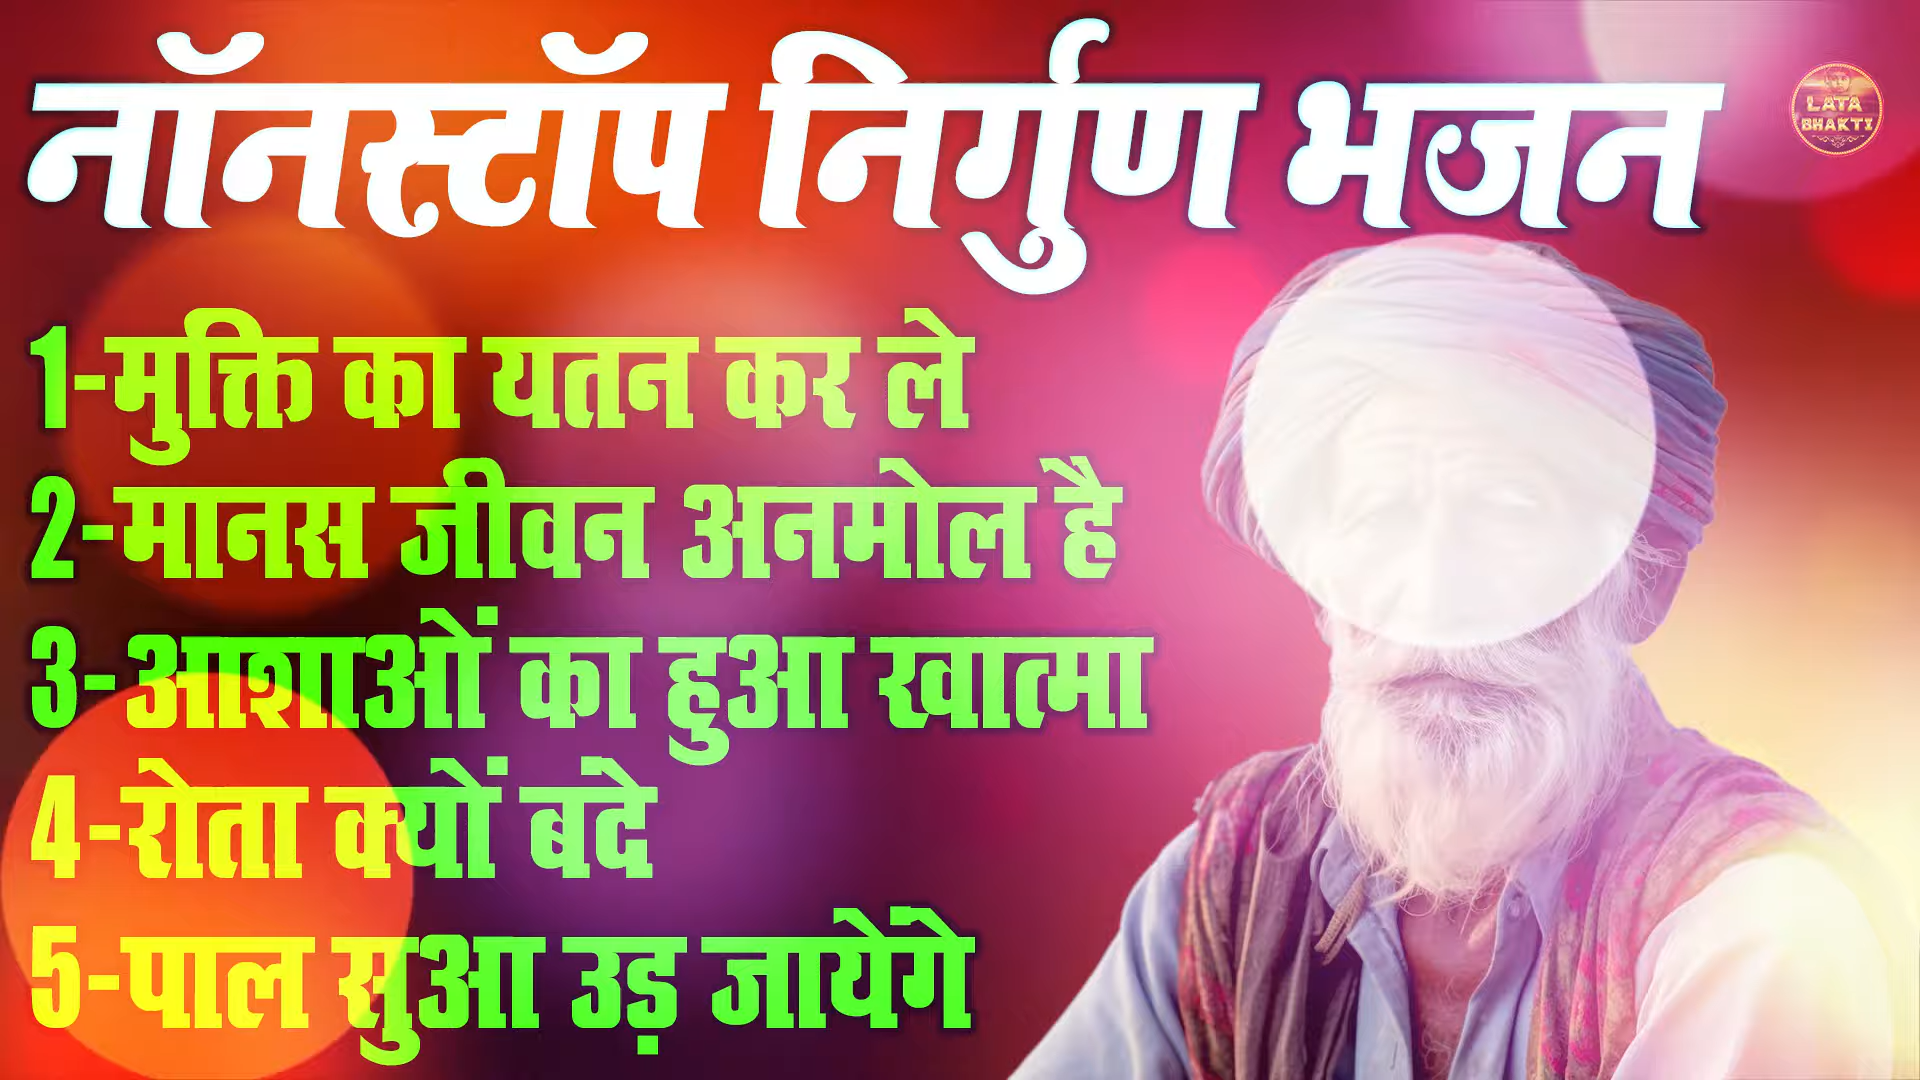 नॉनस्टॉप निर्गुण भजन
LATA
BHAKTI
1-मुक्ति का यतन कर ले
2-मानस जीवन अनमोल है
3-आशाओं का हुआ खात्मा
4-रोता क्यों बंदे
5-पाल सुआ उड़ जायेंगे